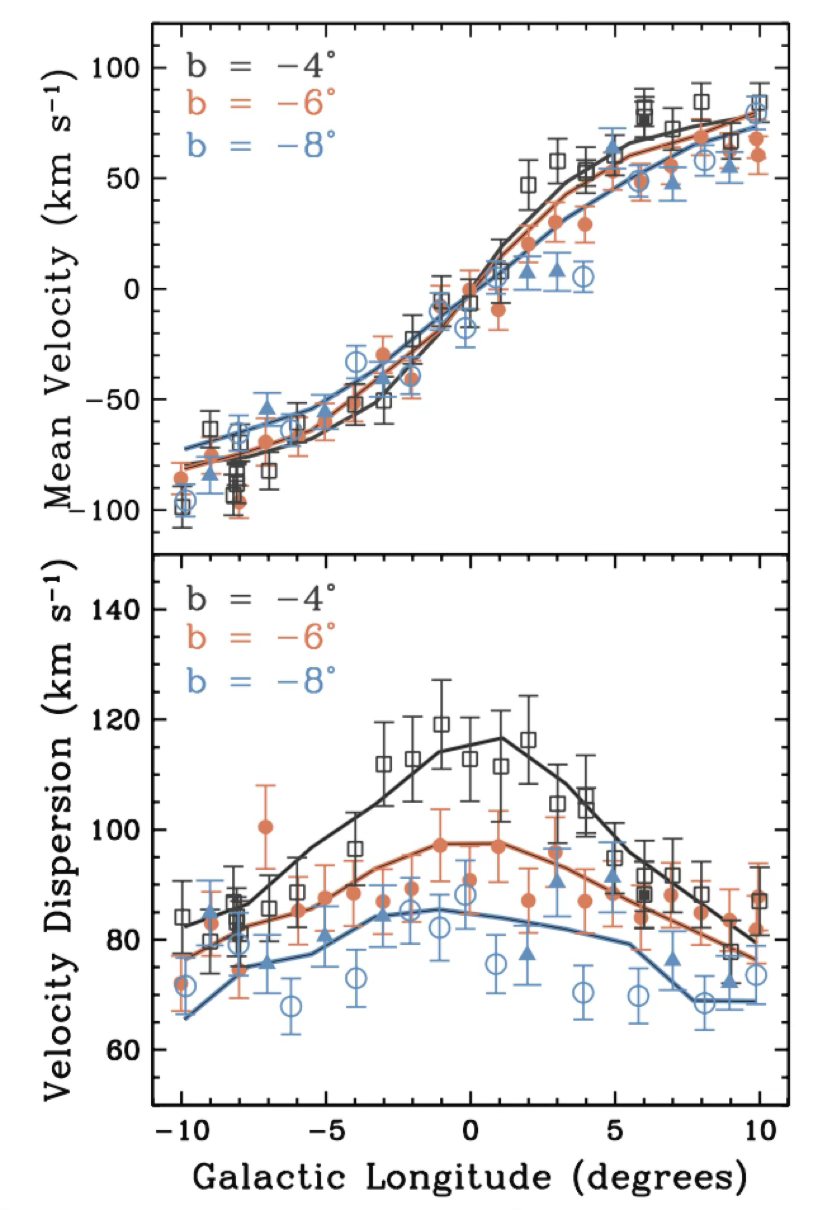 b = −4°
b = −6°
b = −8°
Mean Velocity (km s⁻¹)
100
50
0
−50
−100
b = −4°
b = −6°
b = −8°
Velocity Dispersion (km s⁻¹)
140
120
100
80
60
−10
−5
0
5
10
Galactic Longitude (degrees)